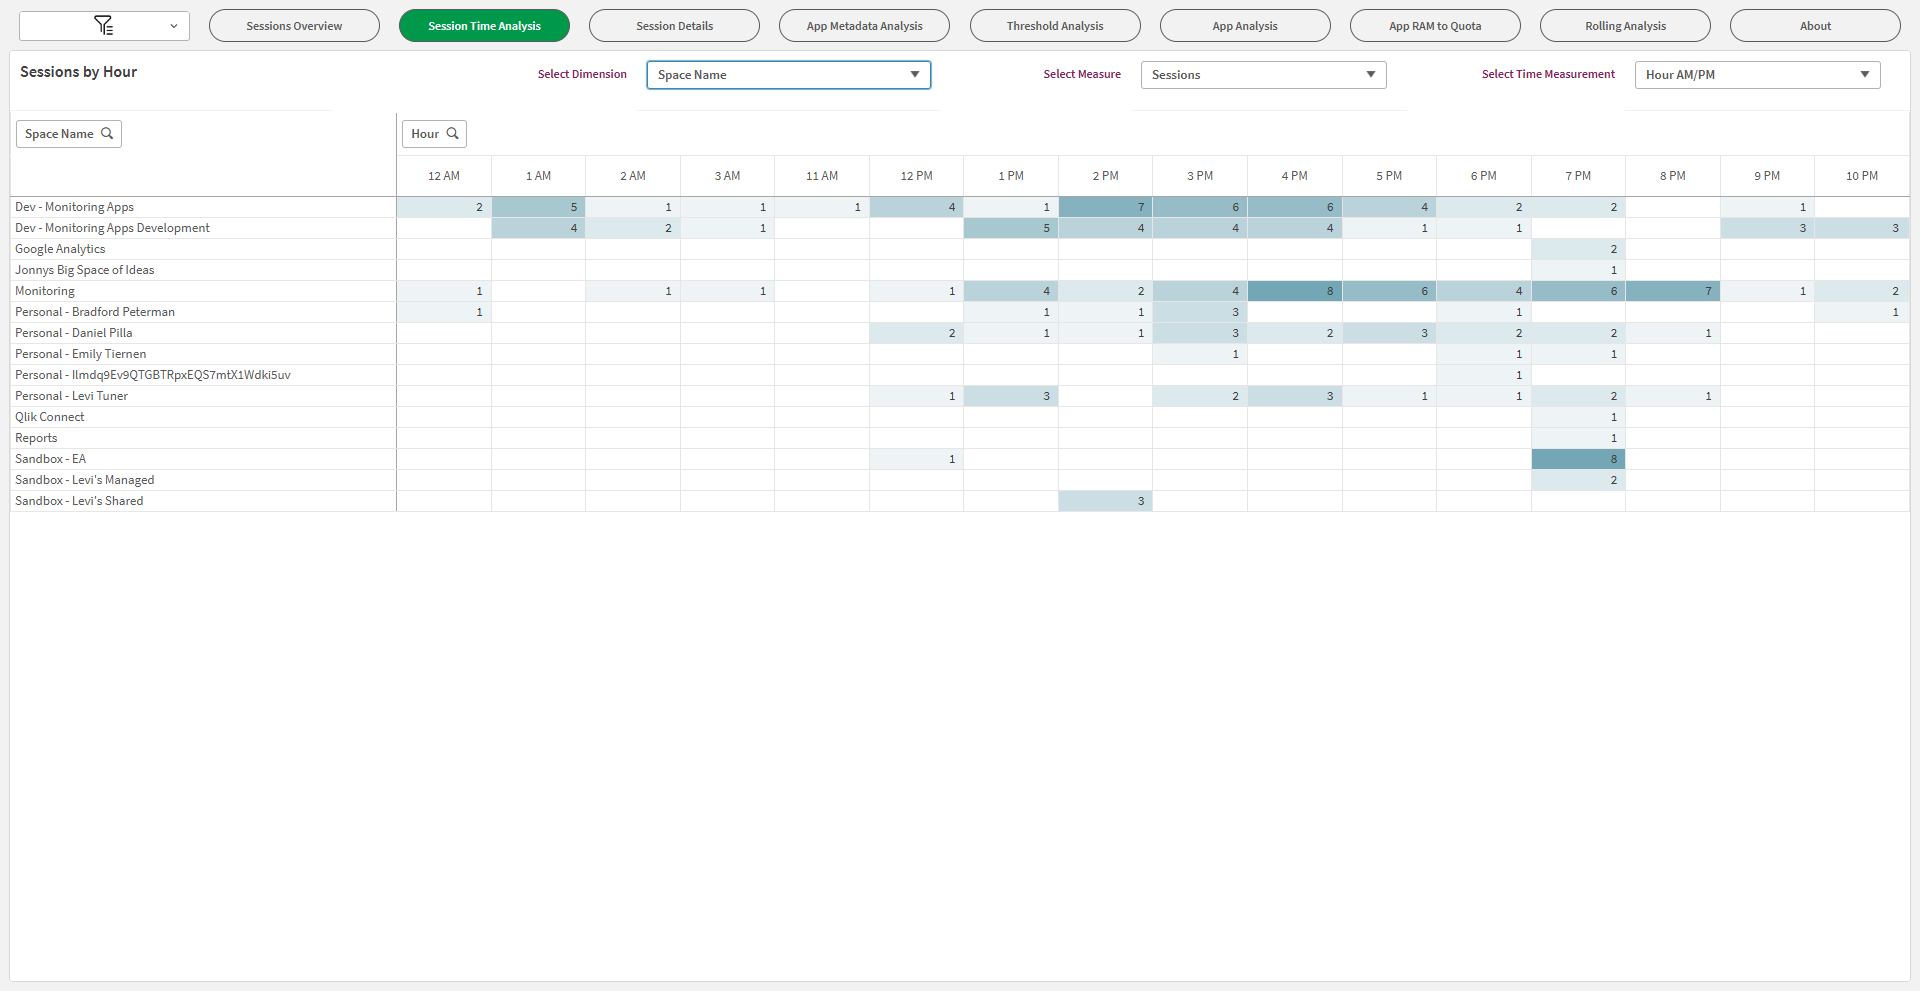 Sessions Overview Session Time Analysis Session Details App Metadata Analysis Threshold Analysis App Analysis App RAM to Quota Rolling Analysis About
Sessions by Hour Select Dimension Space Name Select Measure Sessions Select Time Measurement Hour AM/PM
Space Name Hour
12 AM 1 AM 2 AM 3 AM 11 AM 12 PM 1 PM 2 PM 3 PM 4 PM 5 PM 6 PM 7 PM 8 PM 9 PM 10 PM
Dev - Monitoring Apps 2 5 1 1 1 4 1 7 6 6 4 2 2 1
Dev - Monitoring Apps Development 4 2 1 5 4 4 4 1 1 3 3
Google Analytics 2
Jonnys Big Space of Ideas 1
Monitoring 1 1 1 1 4 2 4 8 6 4 6 7 1 2
Personal - Bradford Peterman 1 1 1 3 1 1
Personal - Daniel Pilla 2 1 1 3 2 3 2 2 1
Personal - Emily Tiernen 1 1 1
Personal - Ilmdq9Ev9QTGBTRpxEQS7mtX1Wdki5uv 1
Personal - Levi Tuner 1 3 2 3 1 1 2 1
Qlik Connect 1
Reports 1
Sandbox - EA 1 8
Sandbox - Levi's Managed 2
Sandbox - Levi's Shared 3